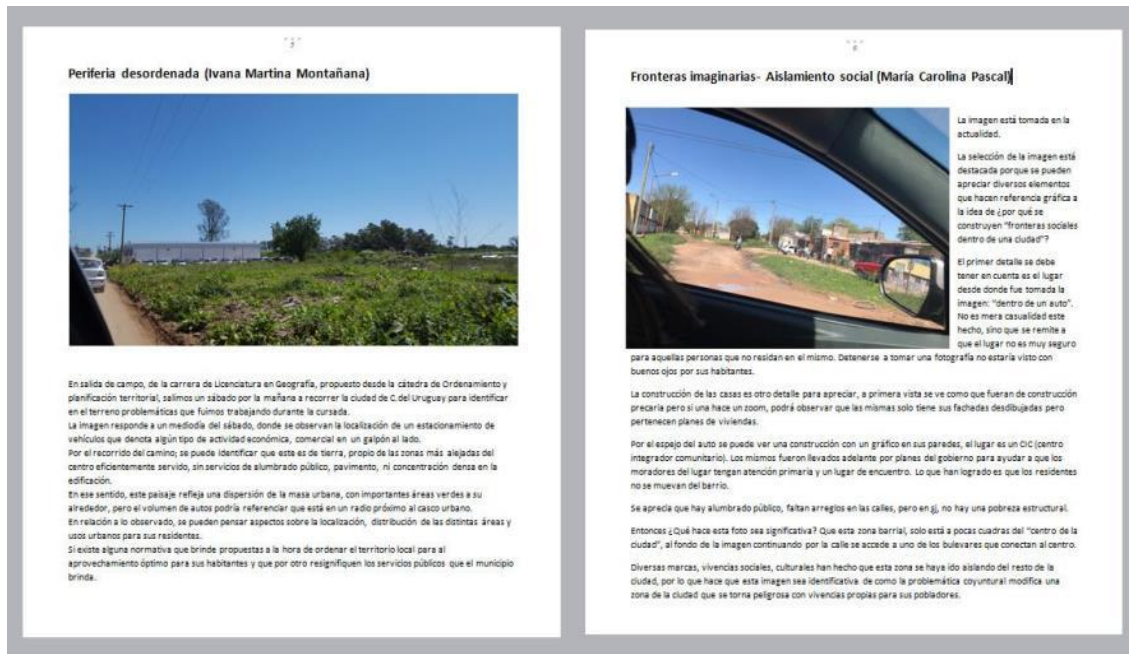 Periferia desordenada (Ivana Martina Montañana)
En salida de campo, de la carrera de Licenciatura en Geografía, propuesto desde la cátedra de Ordenamiento y
planificación territorial, salimos un sábado por la mañana a recorrer la ciudad de C.del Uruguay para identificar
en el terreno problemáticas que fuimos trabajando durante la cursada.
La imagen responde a un mediodía del sábado, donde se observan la localización de un estacionamiento de
vehículos que denota algún tipo de actividad económica, comercial en un galpón al lado.
Por el recorrido del camino; se puede identificar que este es de tierra, propio de las zonas más alejadas del
centro eficientemente servido, sin servicios de alumbrado público, pavimento, ni concentración densa en la
edificación.
En ese sentido, este paisaje refleja una dispersión de la masa urbana, con importantes áreas verdes a su
alrededor, pero el volumen de autos podría referenciar que está en un radio próximo al casco urbano.
En relación a lo observado, se pueden pensar aspectos sobre la localización, distribución de las distintas áreas y
usos urbanos para sus residentes.
Si existe alguna normativa que brinde propuestas a la hora de ordenar el territorio local para al
aprovechamiento óptimo para sus habitantes y que por otro resignifiquen los servicios públicos que el municipio
brinda.
Fronteras imaginarias- Aislamiento social (María Carolina Pascal)
La imagen está tomada en la
actualidad.
La selección de la imagen está
destacada porque se pueden
apreciar diversos elementos
que hacen referencia gráfica a
la idea de ¿por qué se
construyen "fronteras sociales
dentro de una ciudad"?
El primer detalle se debe
tener en cuenta es el lugar
desde donde fue tomada la
imagen: "dentro de un auto".
No es mera casualidad este
hecho, sino que se remite a
que el lugar no es muy seguro
para aquellas personas que no residan en el mismo. Detenerse a tomar una fotografía no estaría visto con
buenos ojos por sus habitantes.
La construcción de las casas es otro detalle para apreciar, a primera vista se ve como que fueran de construcción
precaria pero si una hace un zoom, podrá observar que las mismas solo tiene sus fachadas desdibujadas pero
pertenecen planes de viviendas.
Por el espejo del auto se puede ver una construcción con un gráfico en sus paredes, el lugar es un CIC (centro
integrador comunitario). Los mismos fueron llevados adelante por planes del gobierno para ayudar a que los
moradores del lugar tengan atención primaria y un lugar de encuentro. Lo que han logrado es que los residentes
no se muevan del barrio.
Se aprecia que hay alumbrado público, faltan arreglos en las calles, pero en sí, no hay una pobreza estructural.
Entonces ¿Qué hace esta foto sea significativa? Que esta zona barrial, solo está a pocas cuadras del "centro de la
ciudad", al fondo de la imagen continuando por la calle se accede a uno de los bulevares que conectan al centro.
Diversas marcas, vivencias sociales, culturales han hecho que esta zona se haya ido aislando del resto de la
ciudad, por lo que hace que esta imagen sea identificativa de como la problemática coyuntural modifica una
zona de la ciudad que se torna peligrosa con vivencias propias para sus pobladores.